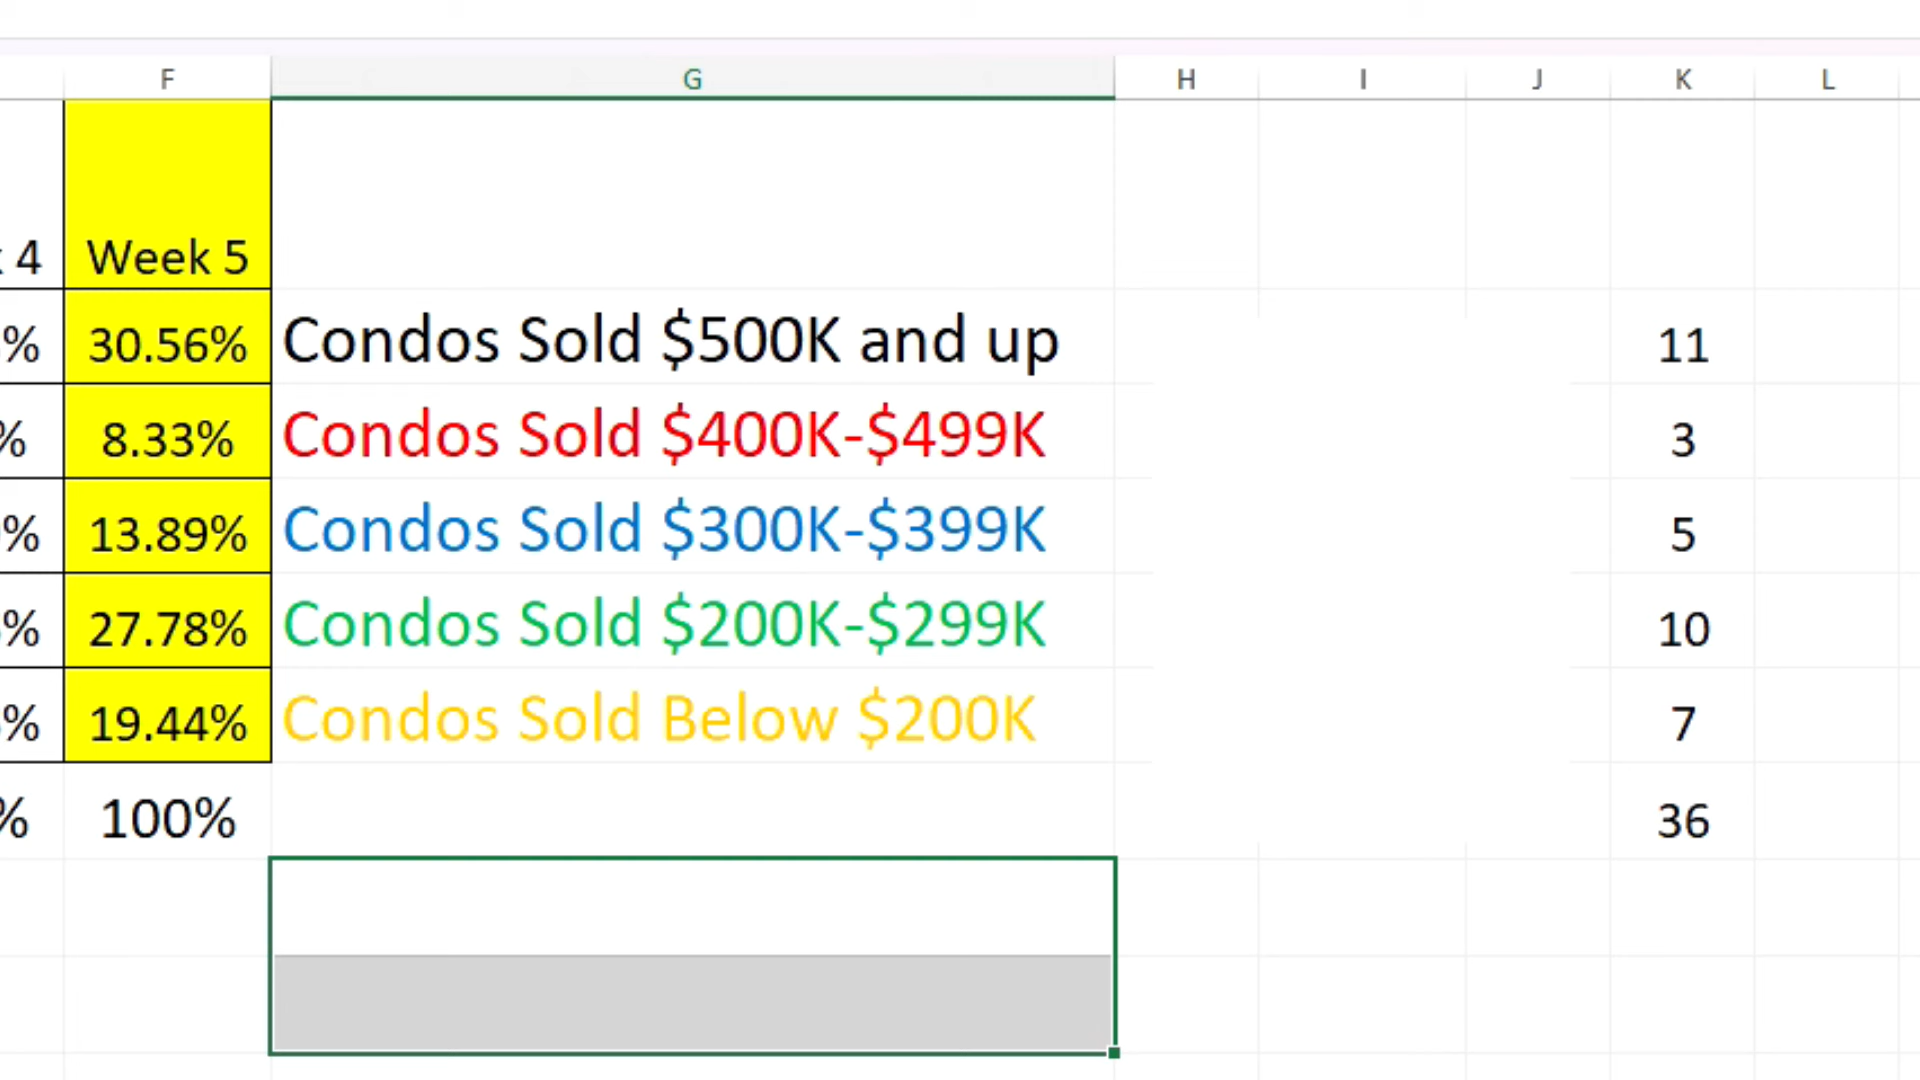 F G H I J K L
4 Week 5
% 30.56% Condos Sold $500K and up 11
% 8.33% Condos Sold $400K-$499K 3
% 13.89% Condos Sold $300K-$399K 5
% 27.78% Condos Sold $200K-$299K 10
% 19.44% Condos Sold Below $200K 7
% 100% 36